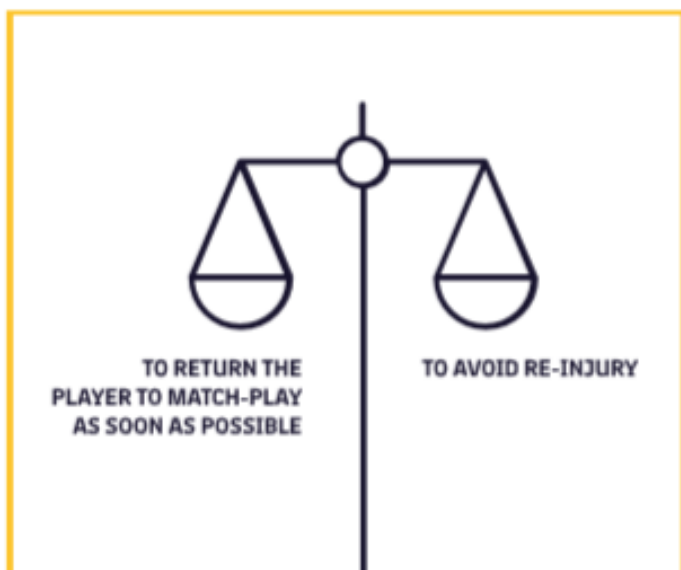 TO RETURN THE
PLAYER TO MATCH-PLAY
AS SOON AS POSSIBLE
TO AVOID RE-INJURY